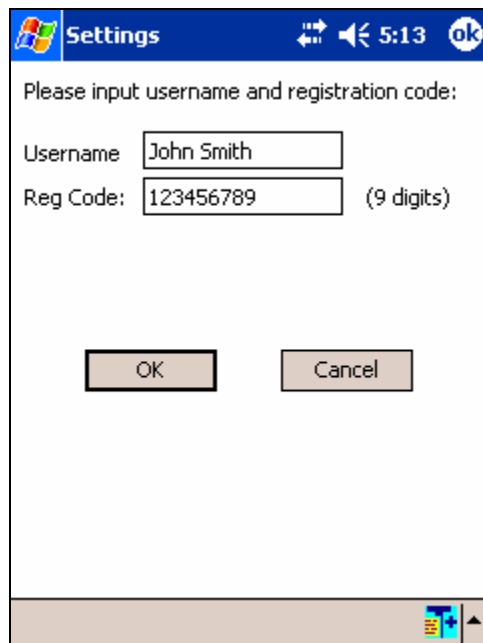 Settings 5:13 ok
Please input username and registration code:
Username John Smith
Reg Code: 123456789 (9 digits)
OK Cancel